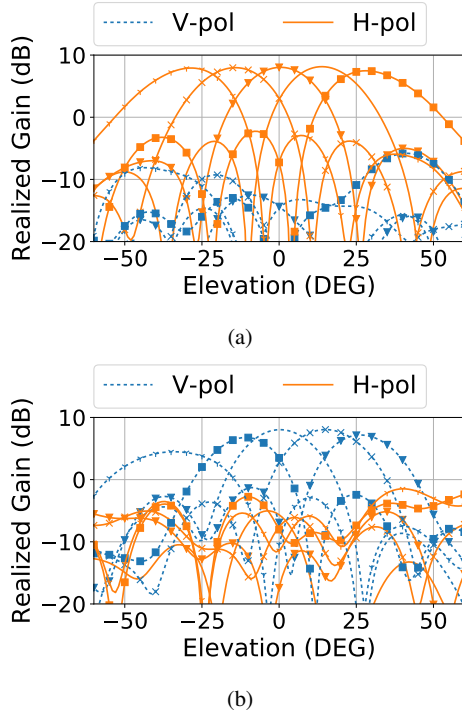 V-pol H-pol
10
0
−10
−20
Realized Gain (dB)
−50 −25 0 25 50
Elevation (DEG)
(a)
V-pol H-pol
10
0
−10
−20
Realized Gain (dB)
−50 −25 0 25 50
Elevation (DEG)
(b)